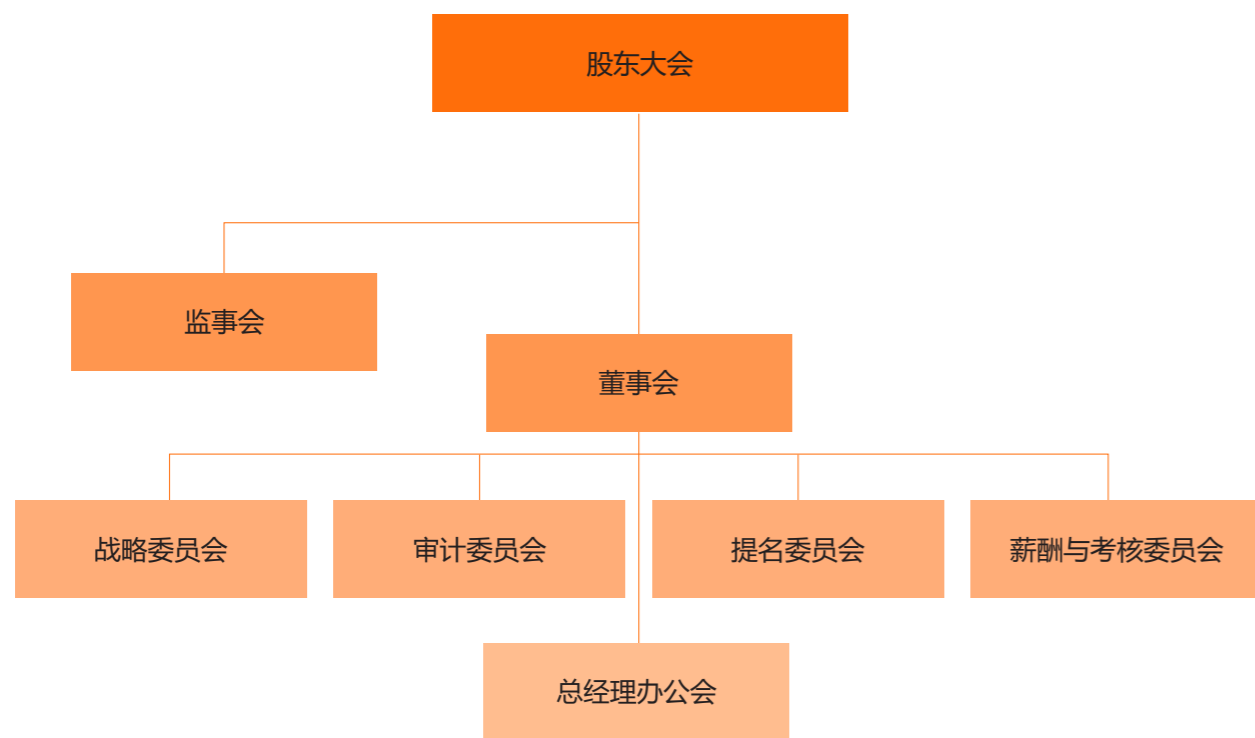 股东大会
监事会
董事会
战略委员会
审计委员会
提名委员会
薪酬与考核委员会
总经理办公会